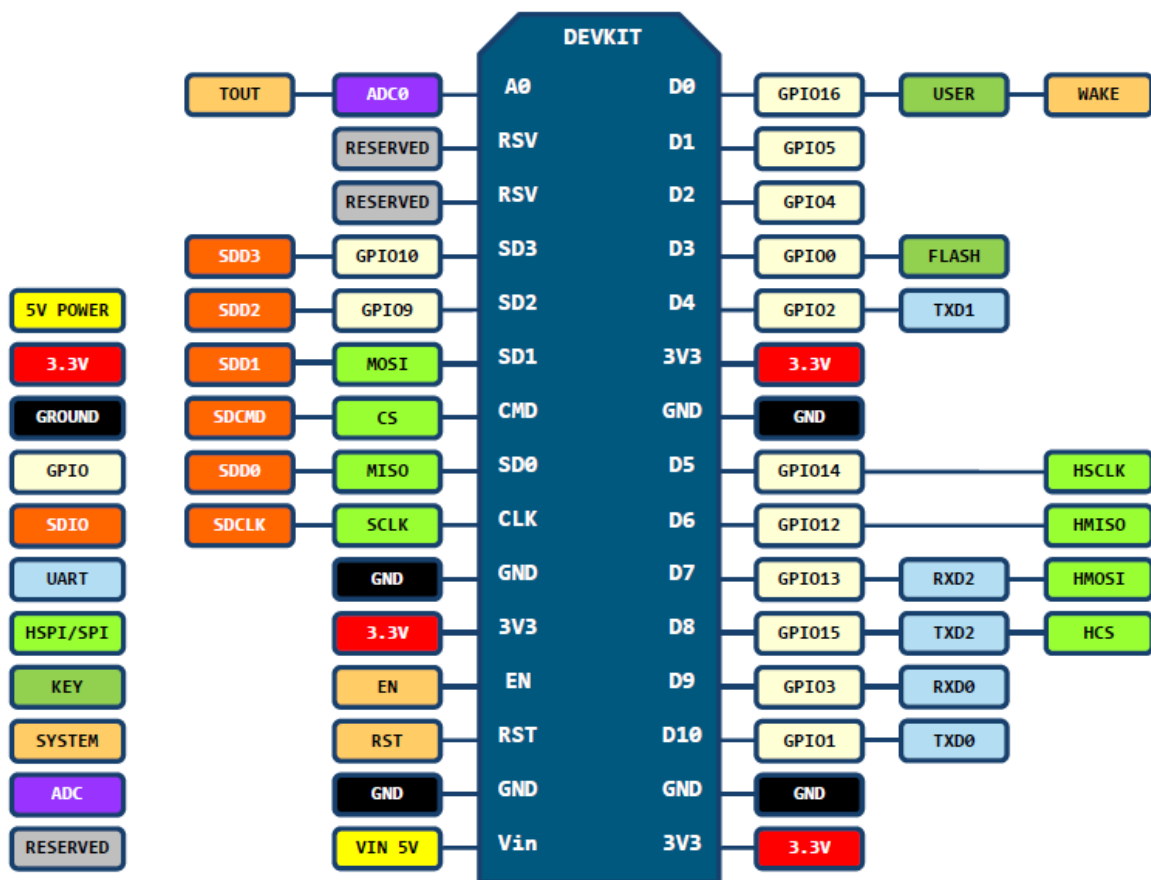 DEVKIT
TOUT ADC0 A0 D0 GPIO16 USER WAKE
RESERVED RSV D1 GPIO5
RESERVED RSV D2 GPIO4
SDD3 GPIO10 SD3 D3 GPIO0 FLASH
5V POWER SDD2 GPIO9 SD2 D4 GPIO2 TXD1
3.3V SDD1 MOSI SD1 3V3 3.3V
GROUND SDCMD CS CMD GND GND
GPIO SDD0 MISO SD0 D5 GPIO14 HSCLK
SDIO SDCLK SCLK CLK D6 GPIO12 HMISO
UART GND GND D7 GPIO13 RXD2 HMOSI
HSPI/SPI 3.3V 3V3 D8 GPIO15 TXD2 HCS
KEY EN EN D9 GPIO3 RXD0
SYSTEM RST RST D10 GPIO1 TXD0
ADC GND GND GND GND
RESERVED VIN 5V Vin 3V3 3.3V